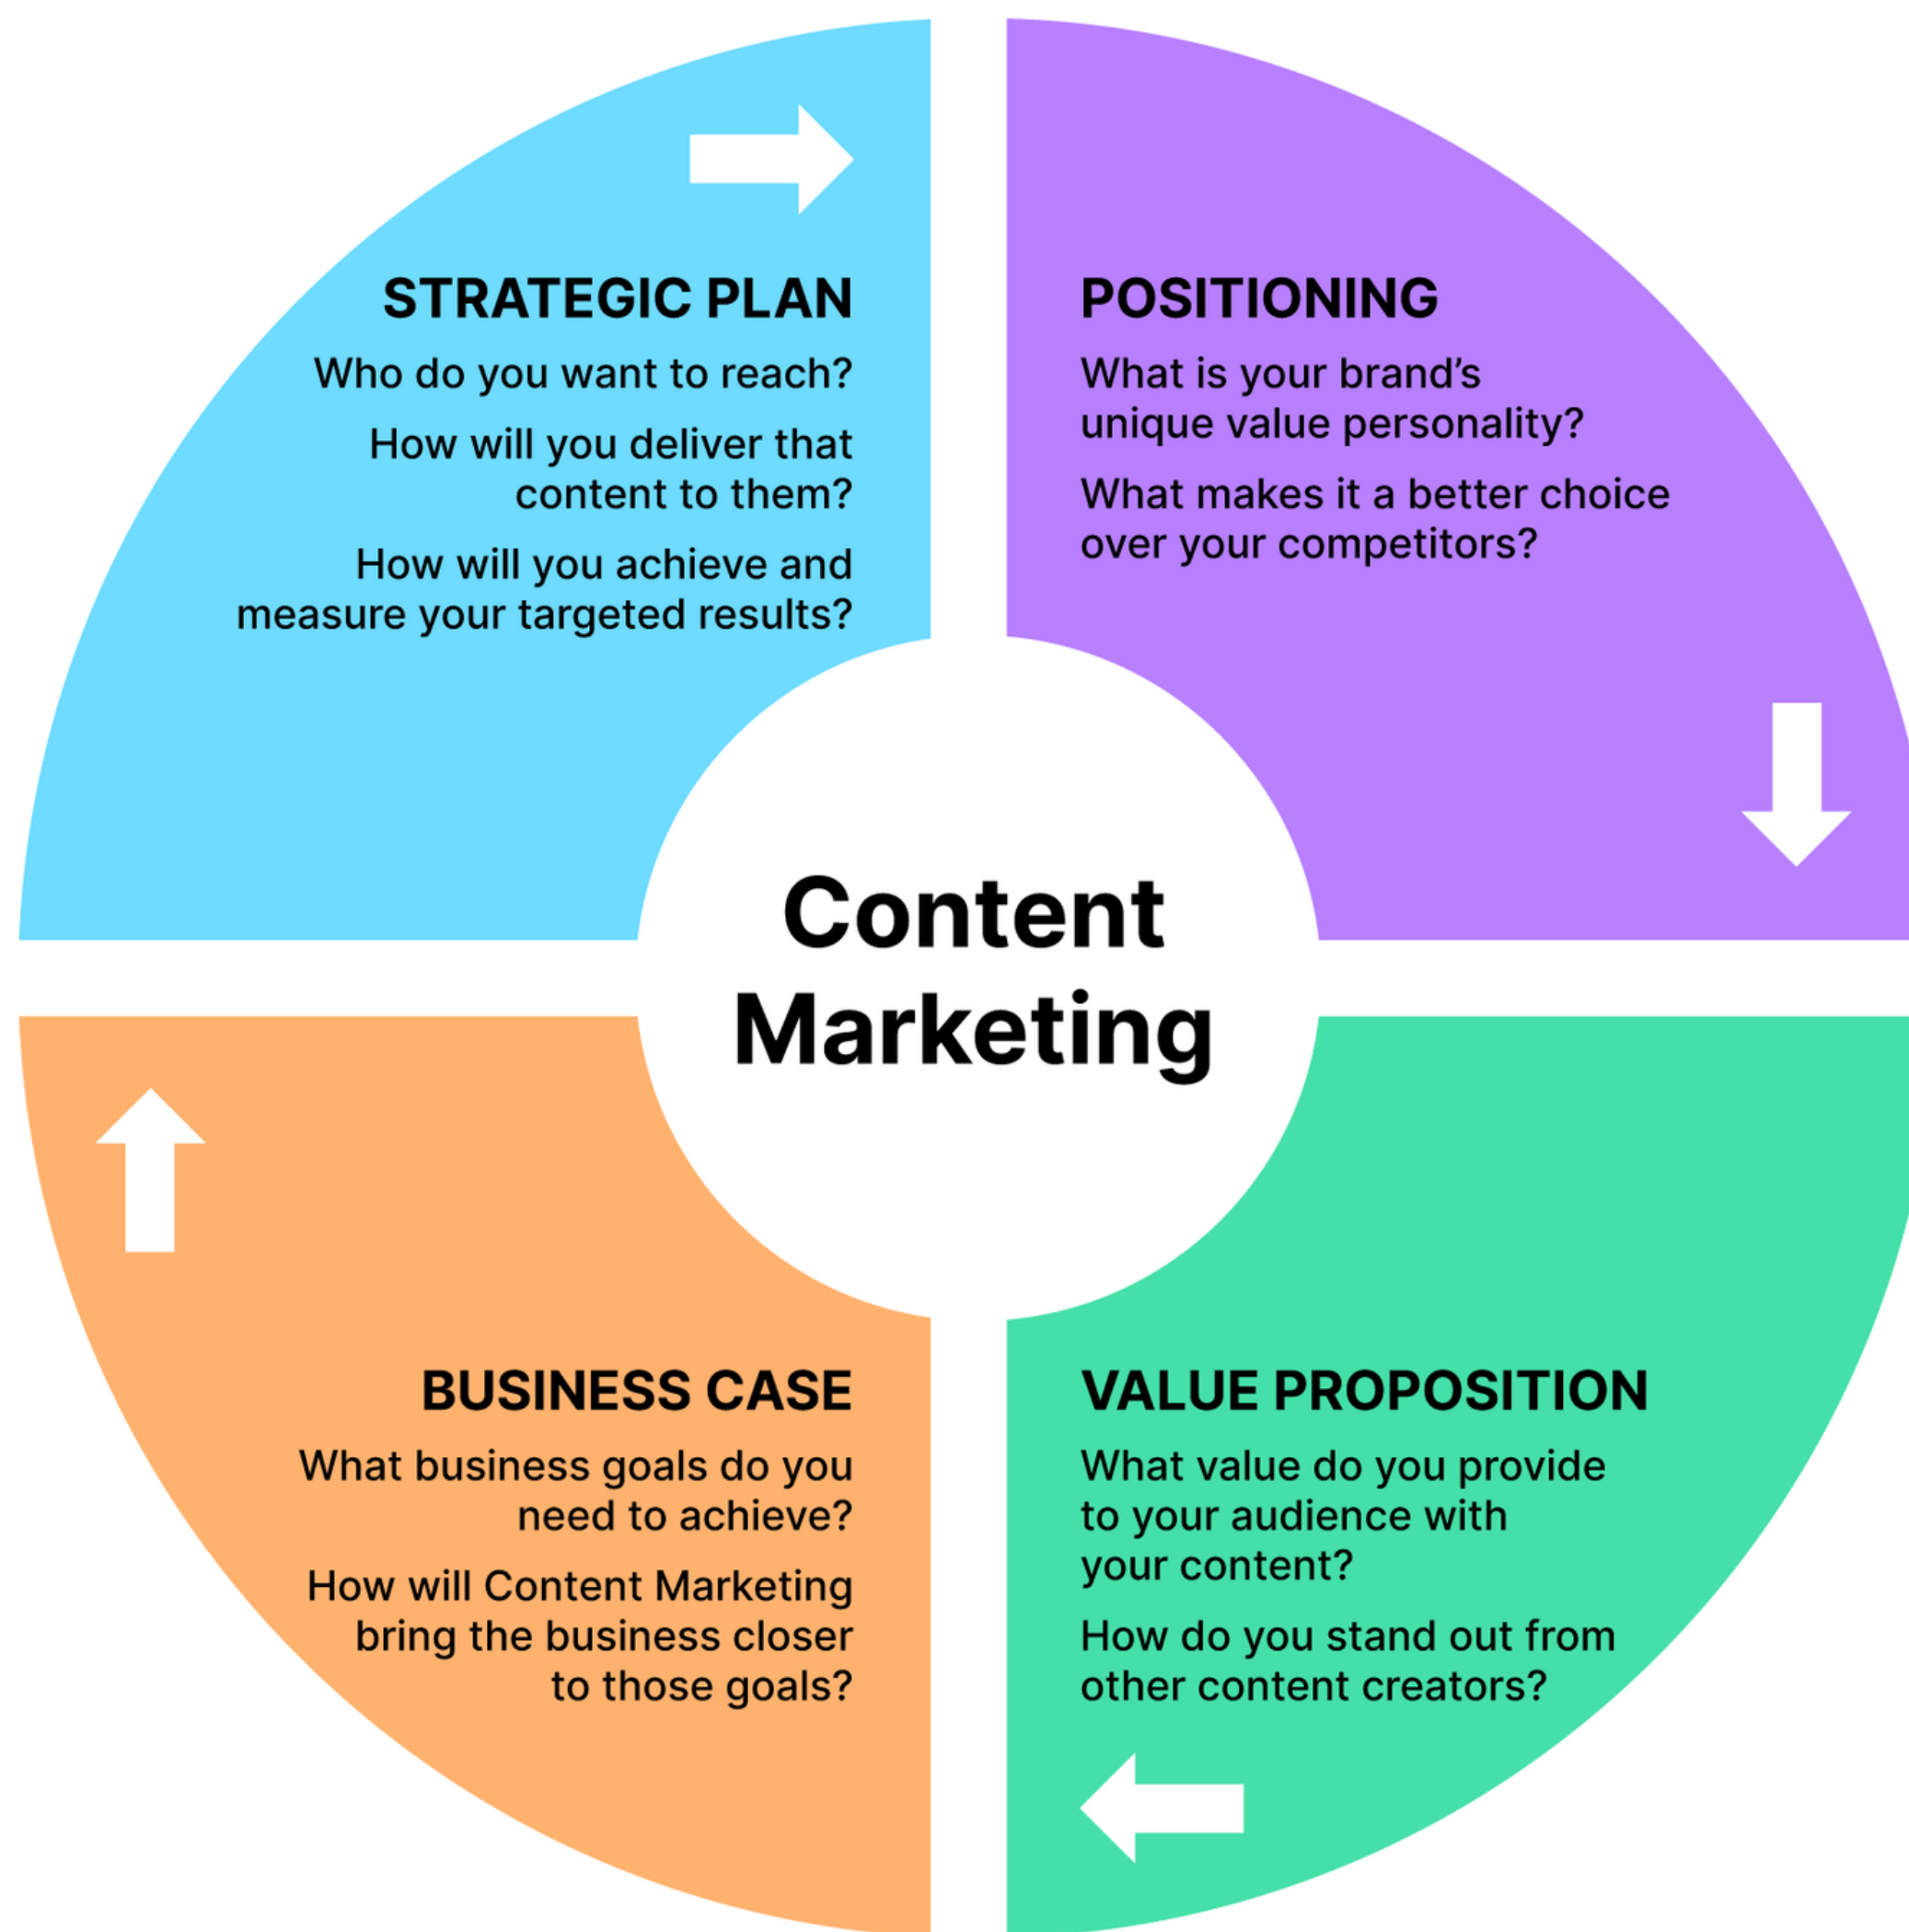 STRATEGIC PLAN
Who do you want to reach?
How will you deliver that
content to them?
How will you achieve and
measure your targeted results?
POSITIONING
What is your brand’s
unique value personality?
What makes it a better choice
over your competitors?
Content
Marketing
BUSINESS CASE
What business goals do you
need to achieve?
How will Content Marketing
bring the business closer
to those goals?
VALUE PROPOSITION
What value do you provide
to your audience with
your content?
How do you stand out from
other content creators?